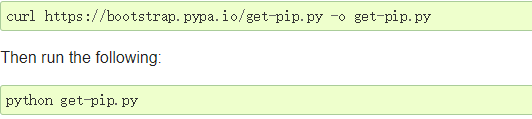 curl https://bootstrap.pypa.io/get-pip.py -o get-pip.py
Then run the following:
python get-pip.py